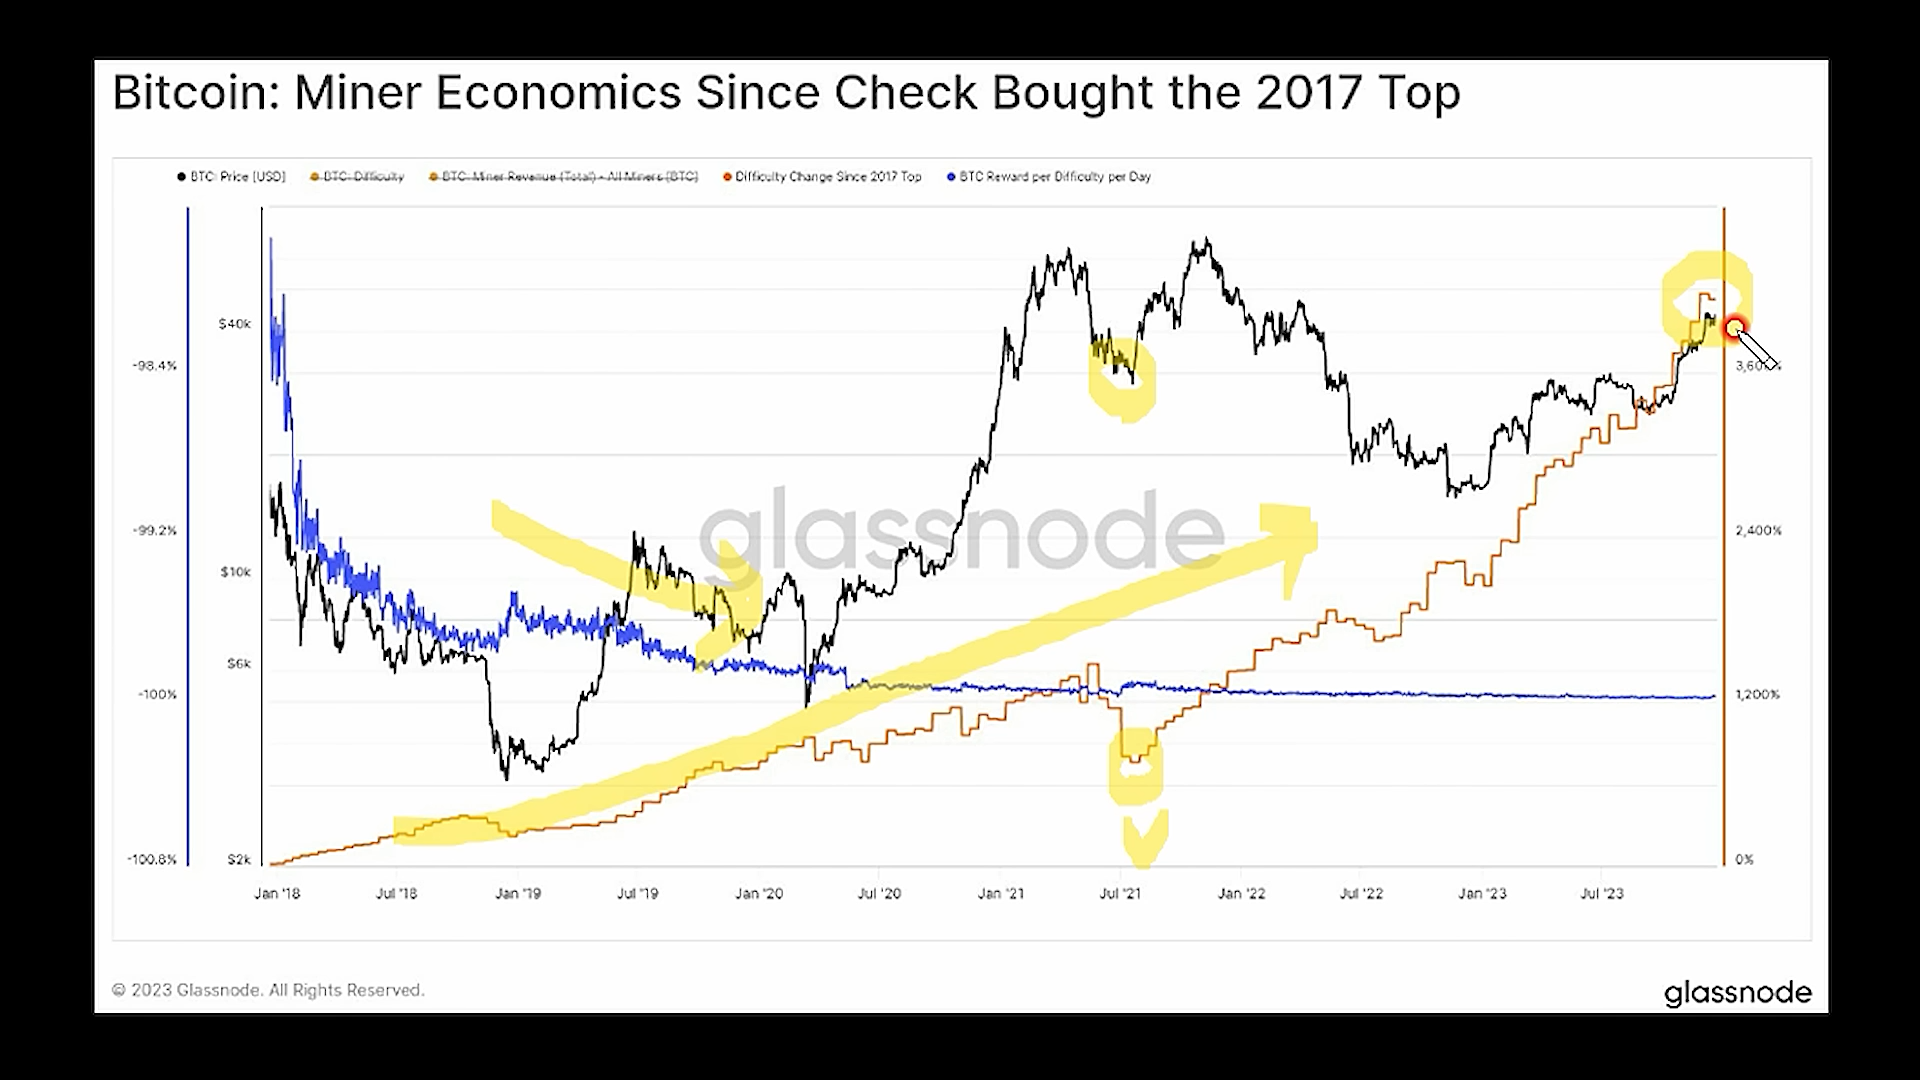 Bitcoin: Miner Economics Since Check Bought the 2017 Top
BTC: Price [USD] BTC: Difficulty BTC: Miner Revenue (Total) - All Miners [BTC] Difficulty Change Since 2017 Top BTC Reward per Difficulty per Day
$40k
-98.4% 3,600%
glassnode
-99.2% 2,400%
$10k
$6k
-100% 1,200%
-100.8% $2k 0%
Jan '18 Jul '18 Jan '19 Jul '19 Jan '20 Jul '20 Jan '21 Jul '21 Jan '22 Jul '22 Jan '23 Jul '23
© 2023 Glassnode. All Rights Reserved.
glassnode